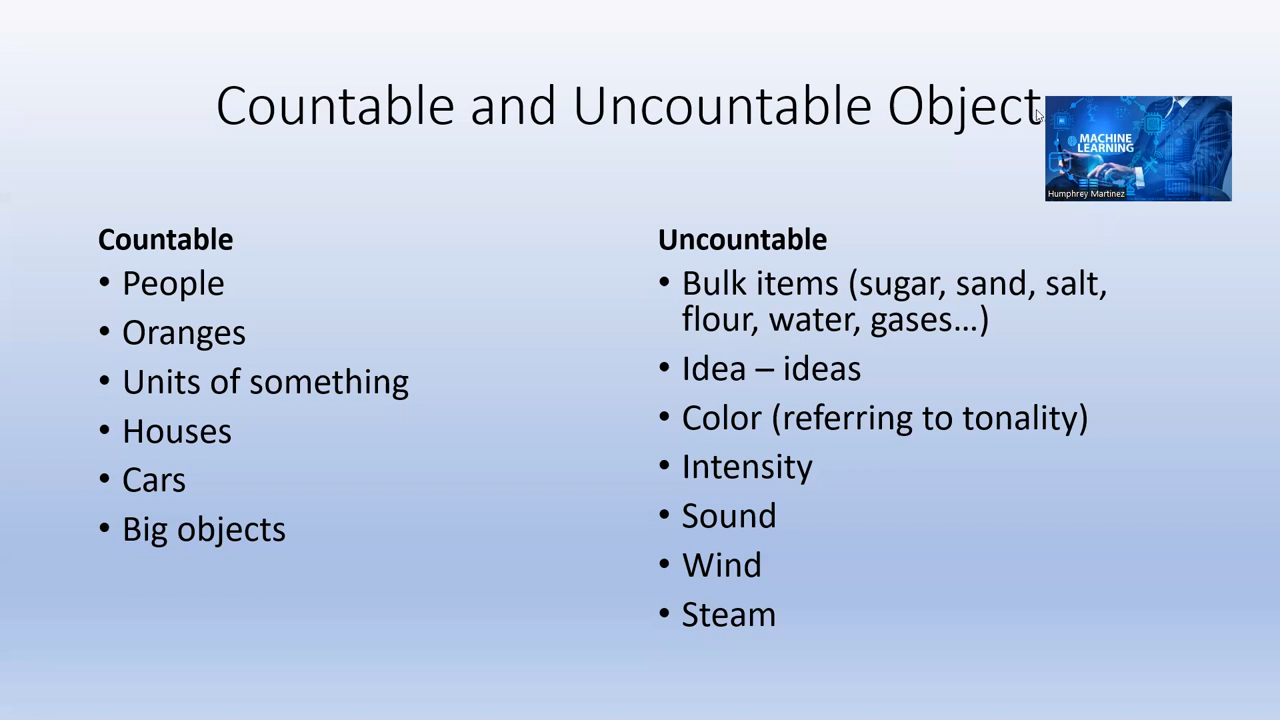 Countable and Uncountable Object
MACHINE
LEARNING
Humphrey Martinez
Countable
• People
• Oranges
• Units of something
• Houses
• Cars
• Big objects
Uncountable
• Bulk items (sugar, sand, salt,
flour, water, gases...)
• Idea – ideas
• Color (referring to tonality)
• Intensity
• Sound
• Wind
• Steam